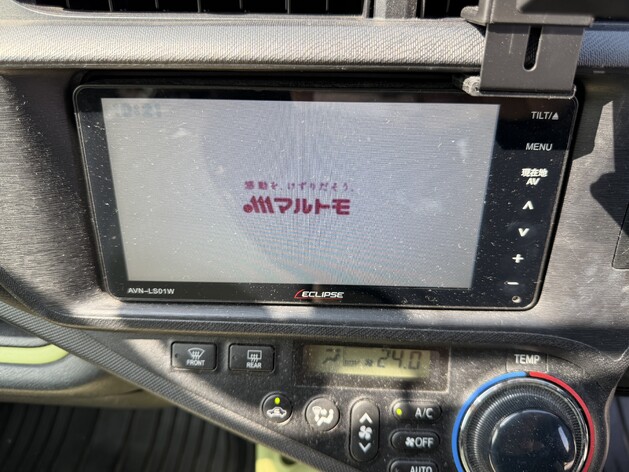 10:21
TILT/▲
MENU
感動を、けずりだそう。
マルトモ
現在地
AV
AVN-LS01W
ECLIPSE
FRONT
REAR
24.0
TEMP
A/C
OFF
AUTO